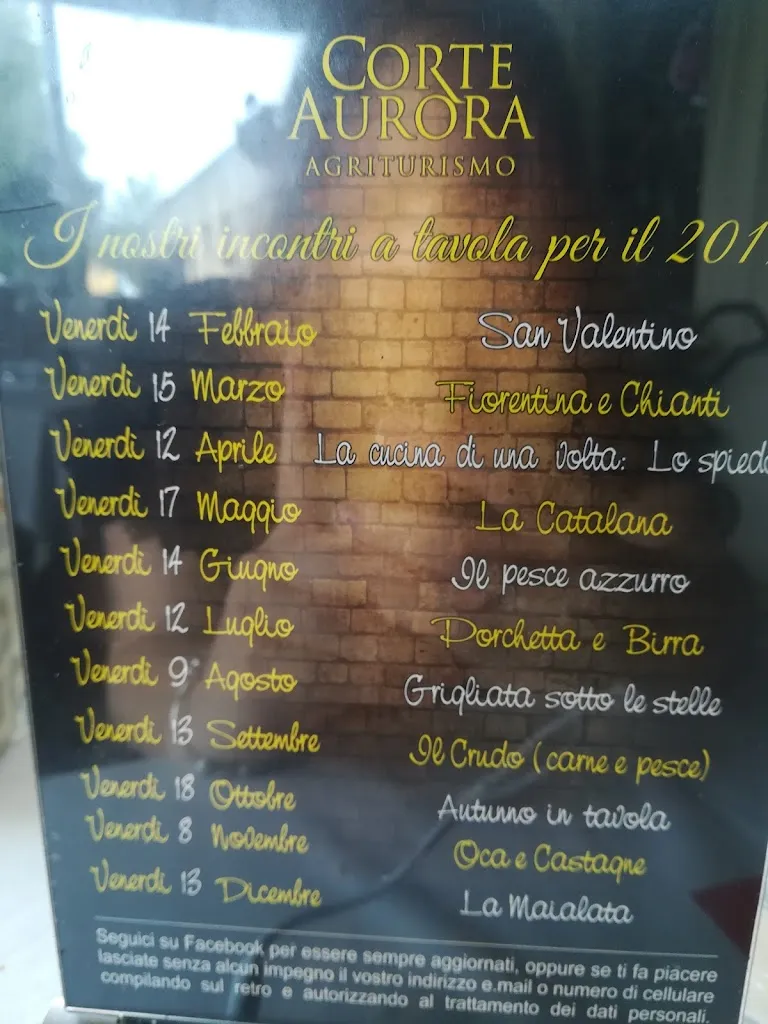 CORTE
AURORA
AGRITURISMO
I nostri incontri a tavola per il 201
Venerdì 14 Febbraio San Valentino
Venerdì 15 Marzo Fiorentina e Chianti
Venerdì 12 Aprile La cucina di una volta: Lo spiedo
Venerdì 17 Maggio La Catalana
Venerdì 14 Giugno Il pesce azzurro
Venerdì 12 Luglio Porchetta e Birra
Venerdì 9 Agosto Grigliata sotto le stelle
Venerdì 13 Settembre Il Crudo (carne e pesce)
Venerdì 18 Ottobre Autunno in tavola
Venerdì 8 Novembre Oca e Castagne
Venerdì 13 Dicembre La Maialata
Seguici su Facebook per essere sempre aggiornati, oppure se ti fa piacere
lasciate senza alcun impegno il vostro indirizzo e.mail o numero di cellulare
compilando sul retro e autorizzando al trattamento dei dati personali.